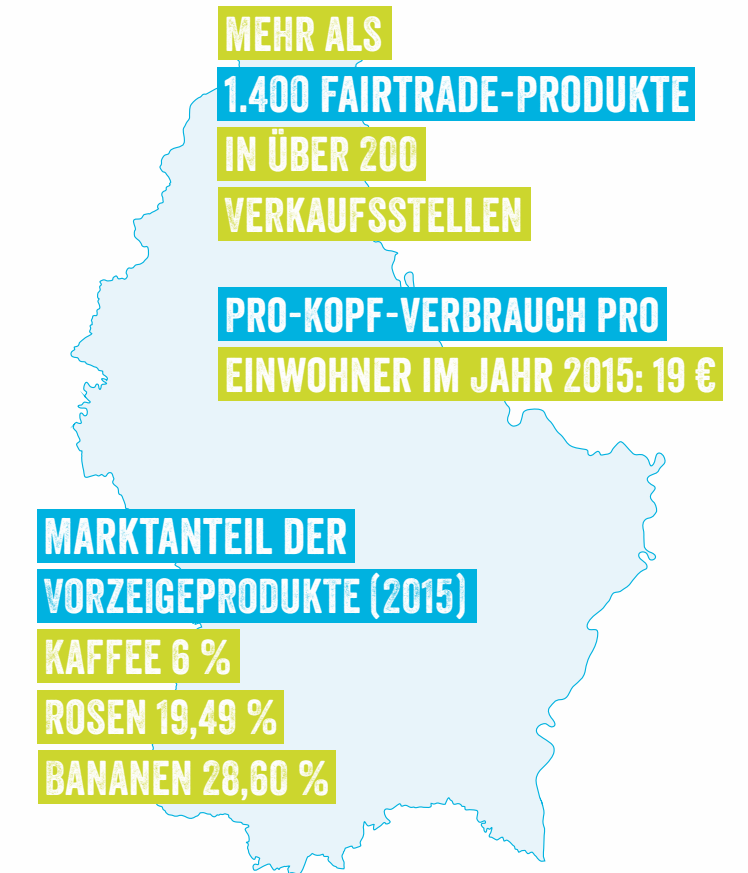 MEHR ALS
1.400 FAIRTRADE-PRODUKTE
IN ÜBER 200
VERKAUFSSTELLEN
PRO-KOPF-VERBRAUCH PRO
EINWOHNER IM JAHR 2015: 19 €
MARKTANTEIL DER
VORZEIGEPRODUKTE (2015)
KAFFEE 6 %
ROSEN 19,49 %
BANANEN 28,60 %